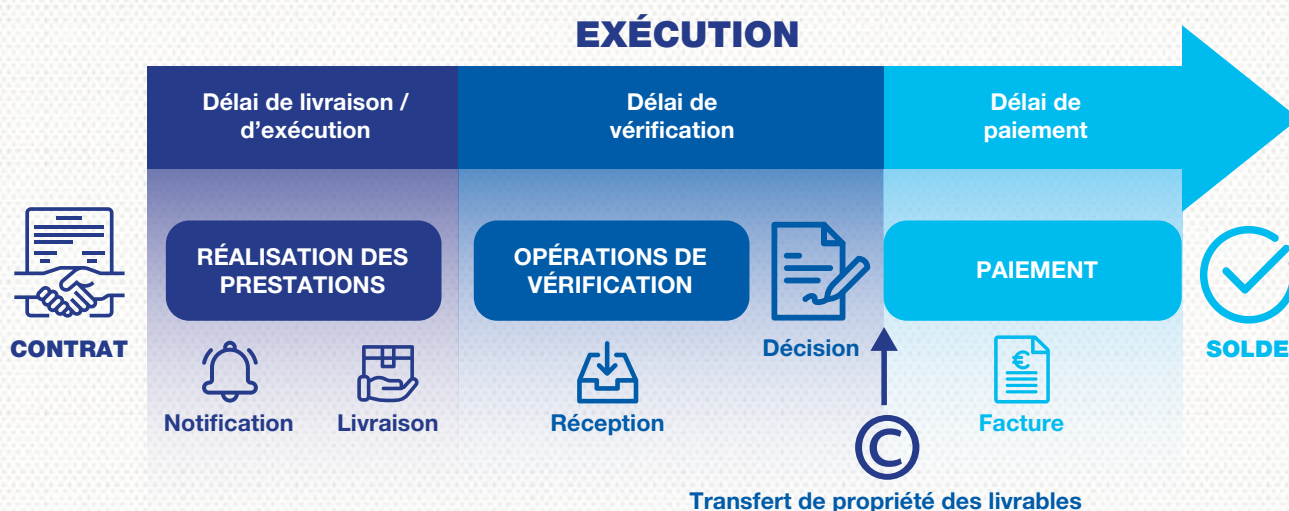 EXÉCUTION
Délai de livraison /
d'exécution
Délai de
vérification
Délai de
paiement
CONTRAT
RÉALISATION DES
PRESTATIONS
OPÉRATIONS DE
VÉRIFICATION
PAIEMENT
Notification
Livraison
Réception
Décision
€
Facture
SOLDE
©
Transfert de propriété des livrables